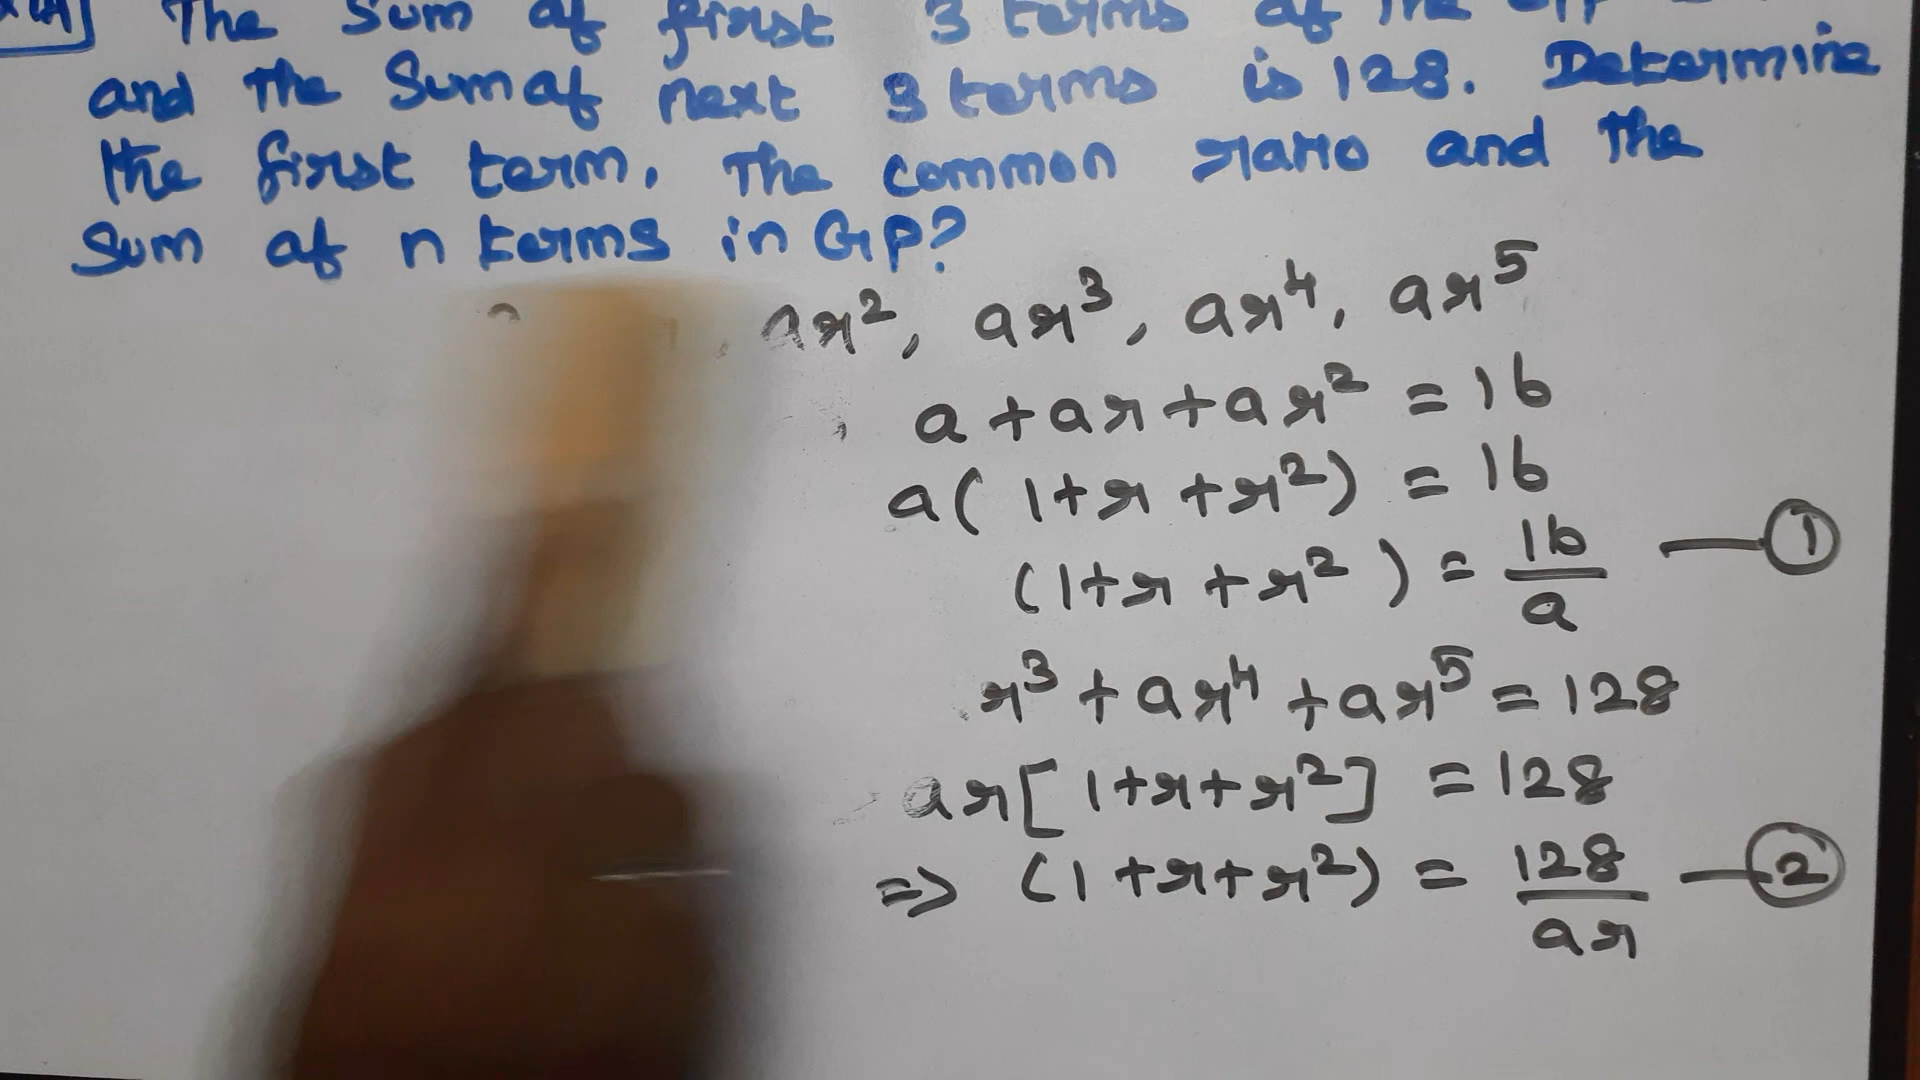 The Sum of first 3 terms of the GP
and The Sum of next 3 terms is 128. Determine
the first term, The common ratio and the
Sum of n terms in GP?
ar², ar³, ar⁴, ar⁵
a + ar + ar² = 16
a( 1+r +r²) = 16
(1+r +r² ) = 16/a — ①
r³ + ar⁴ + ar⁵ = 128
ar[ 1+r+r²] = 128
=> (1 +r+r²) = 128/ar — ②